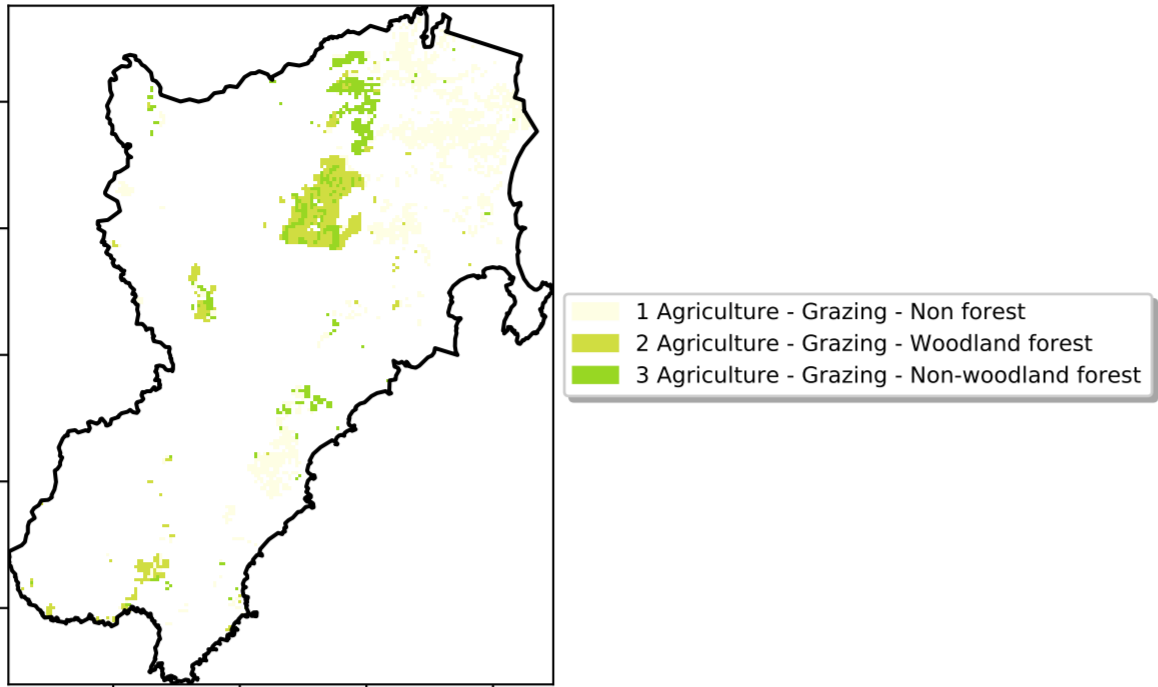 1 Agriculture - Grazing - Non forest
2 Agriculture - Grazing - Woodland forest
3 Agriculture - Grazing - Non-woodland forest